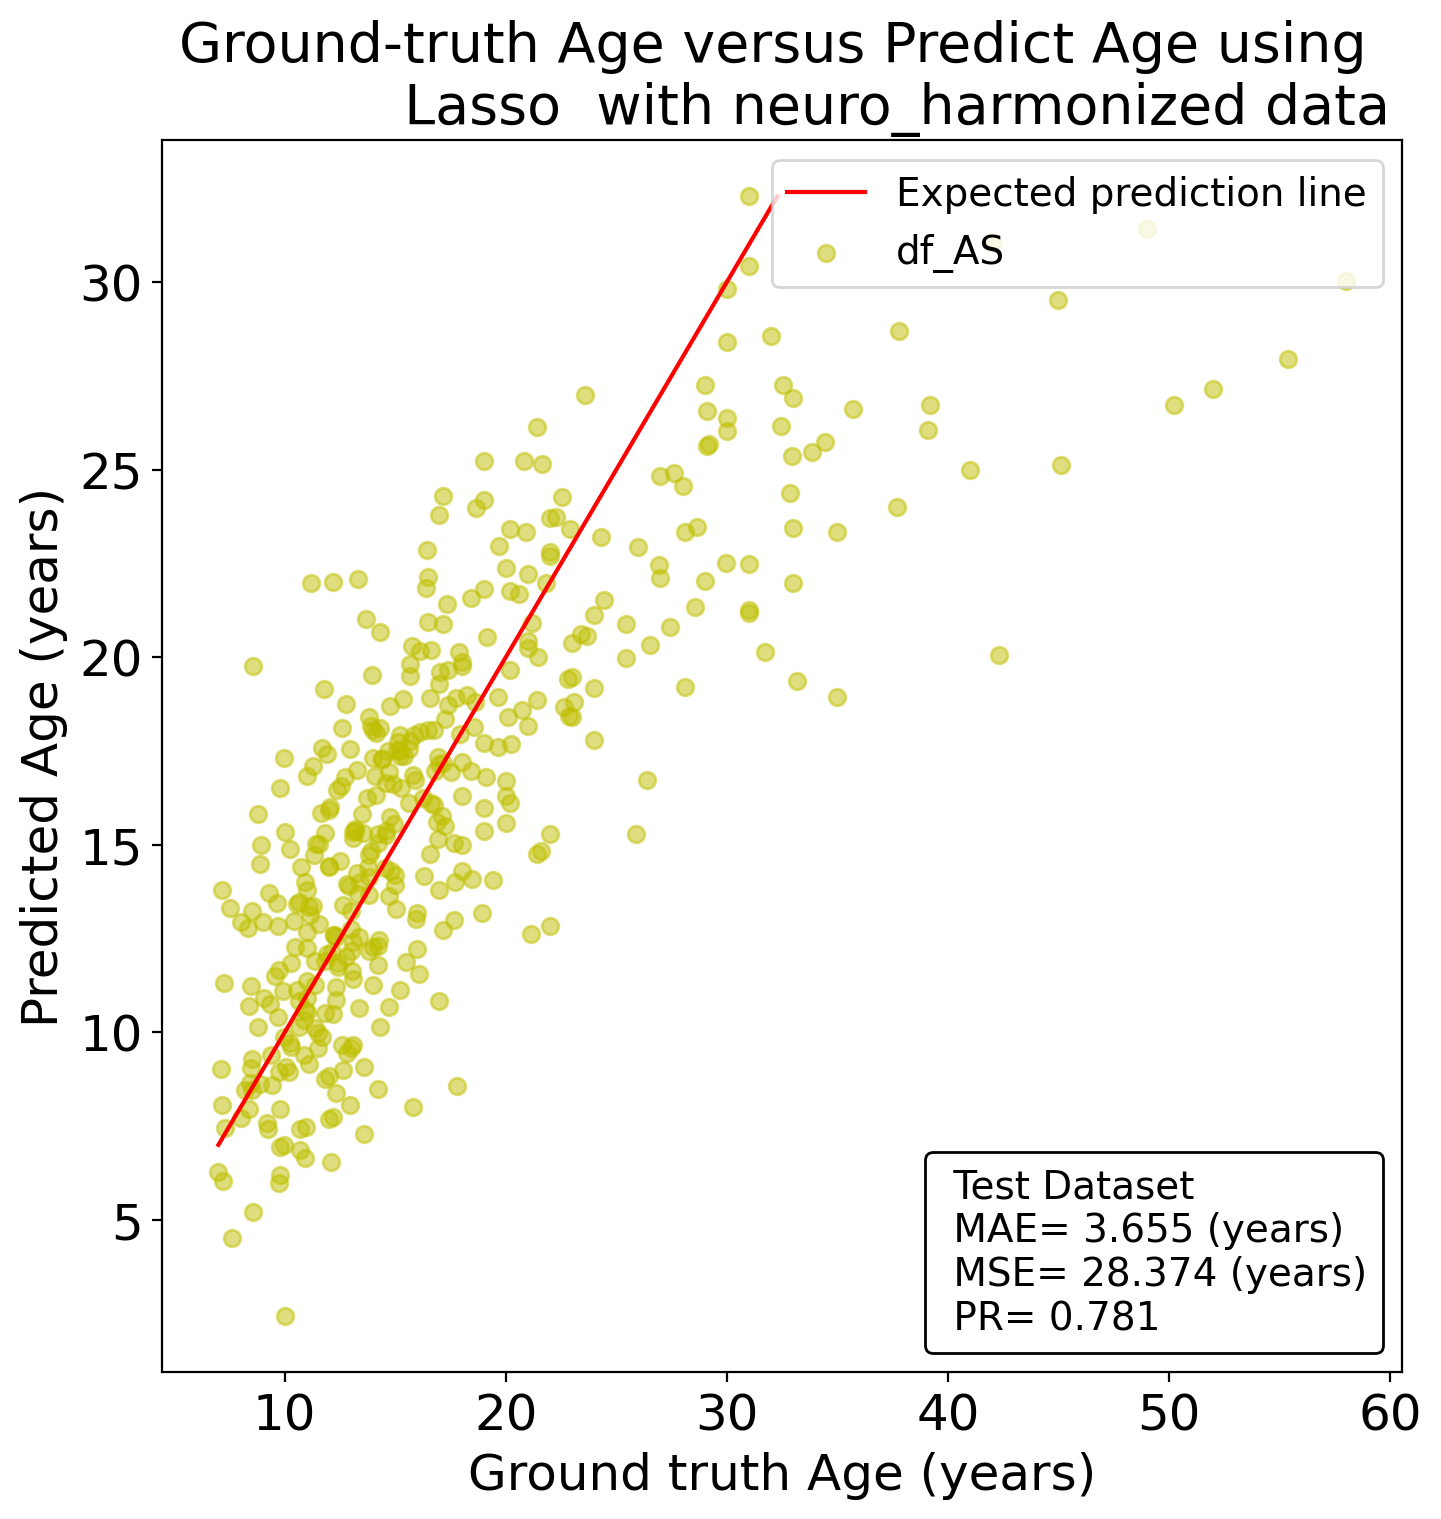 Ground-truth Age versus Predict Age using
Lasso  with neuro_harmonized data
Expected prediction line
df_AS
30
25
20
15
10
5
Predicted Age (years)
Test Dataset
MAE= 3.655 (years)
MSE= 28.374 (years)
PR= 0.781
10 20 30 40 50 60
Ground truth Age (years)